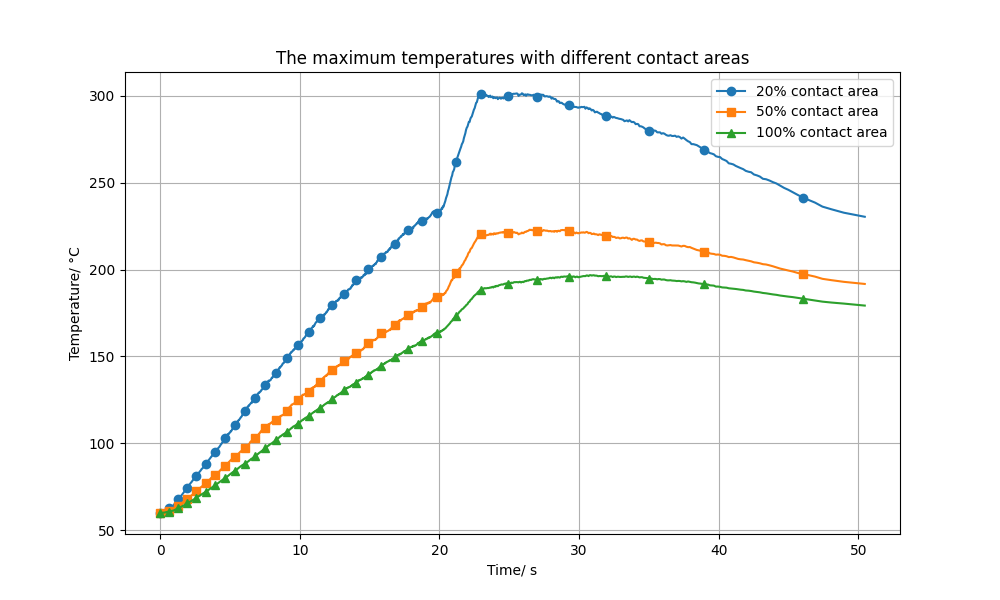 The maximum temperatures with different contact areas
20% contact area
50% contact area
100% contact area
300
250
200
150
100
50
Temperature/ °C
0 10 20 30 40 50
Time/ s